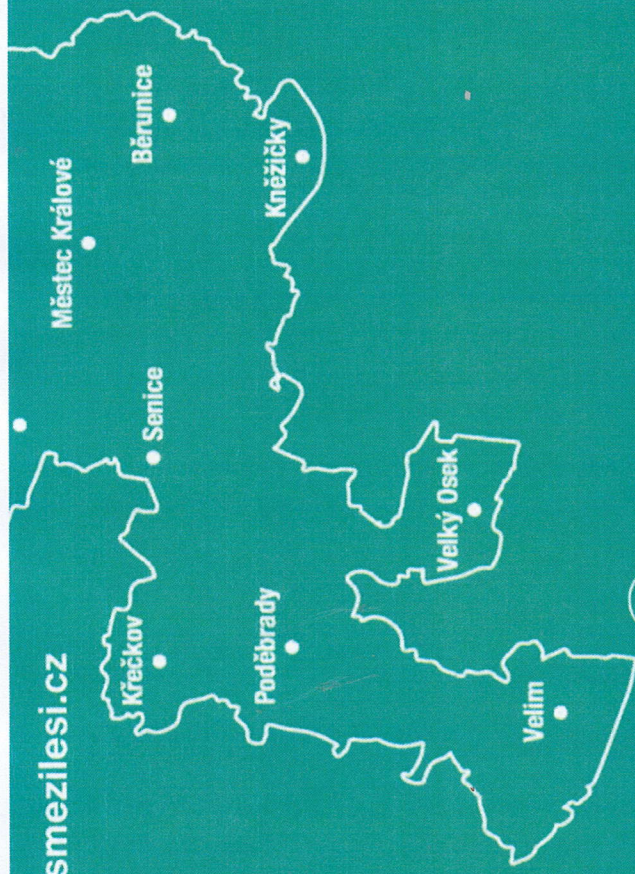 smezilesi.cz
Městec Králové
Křečkov
Běrunice
Senice
Poděbrady
Kněžičky
Velký Osek
Velim